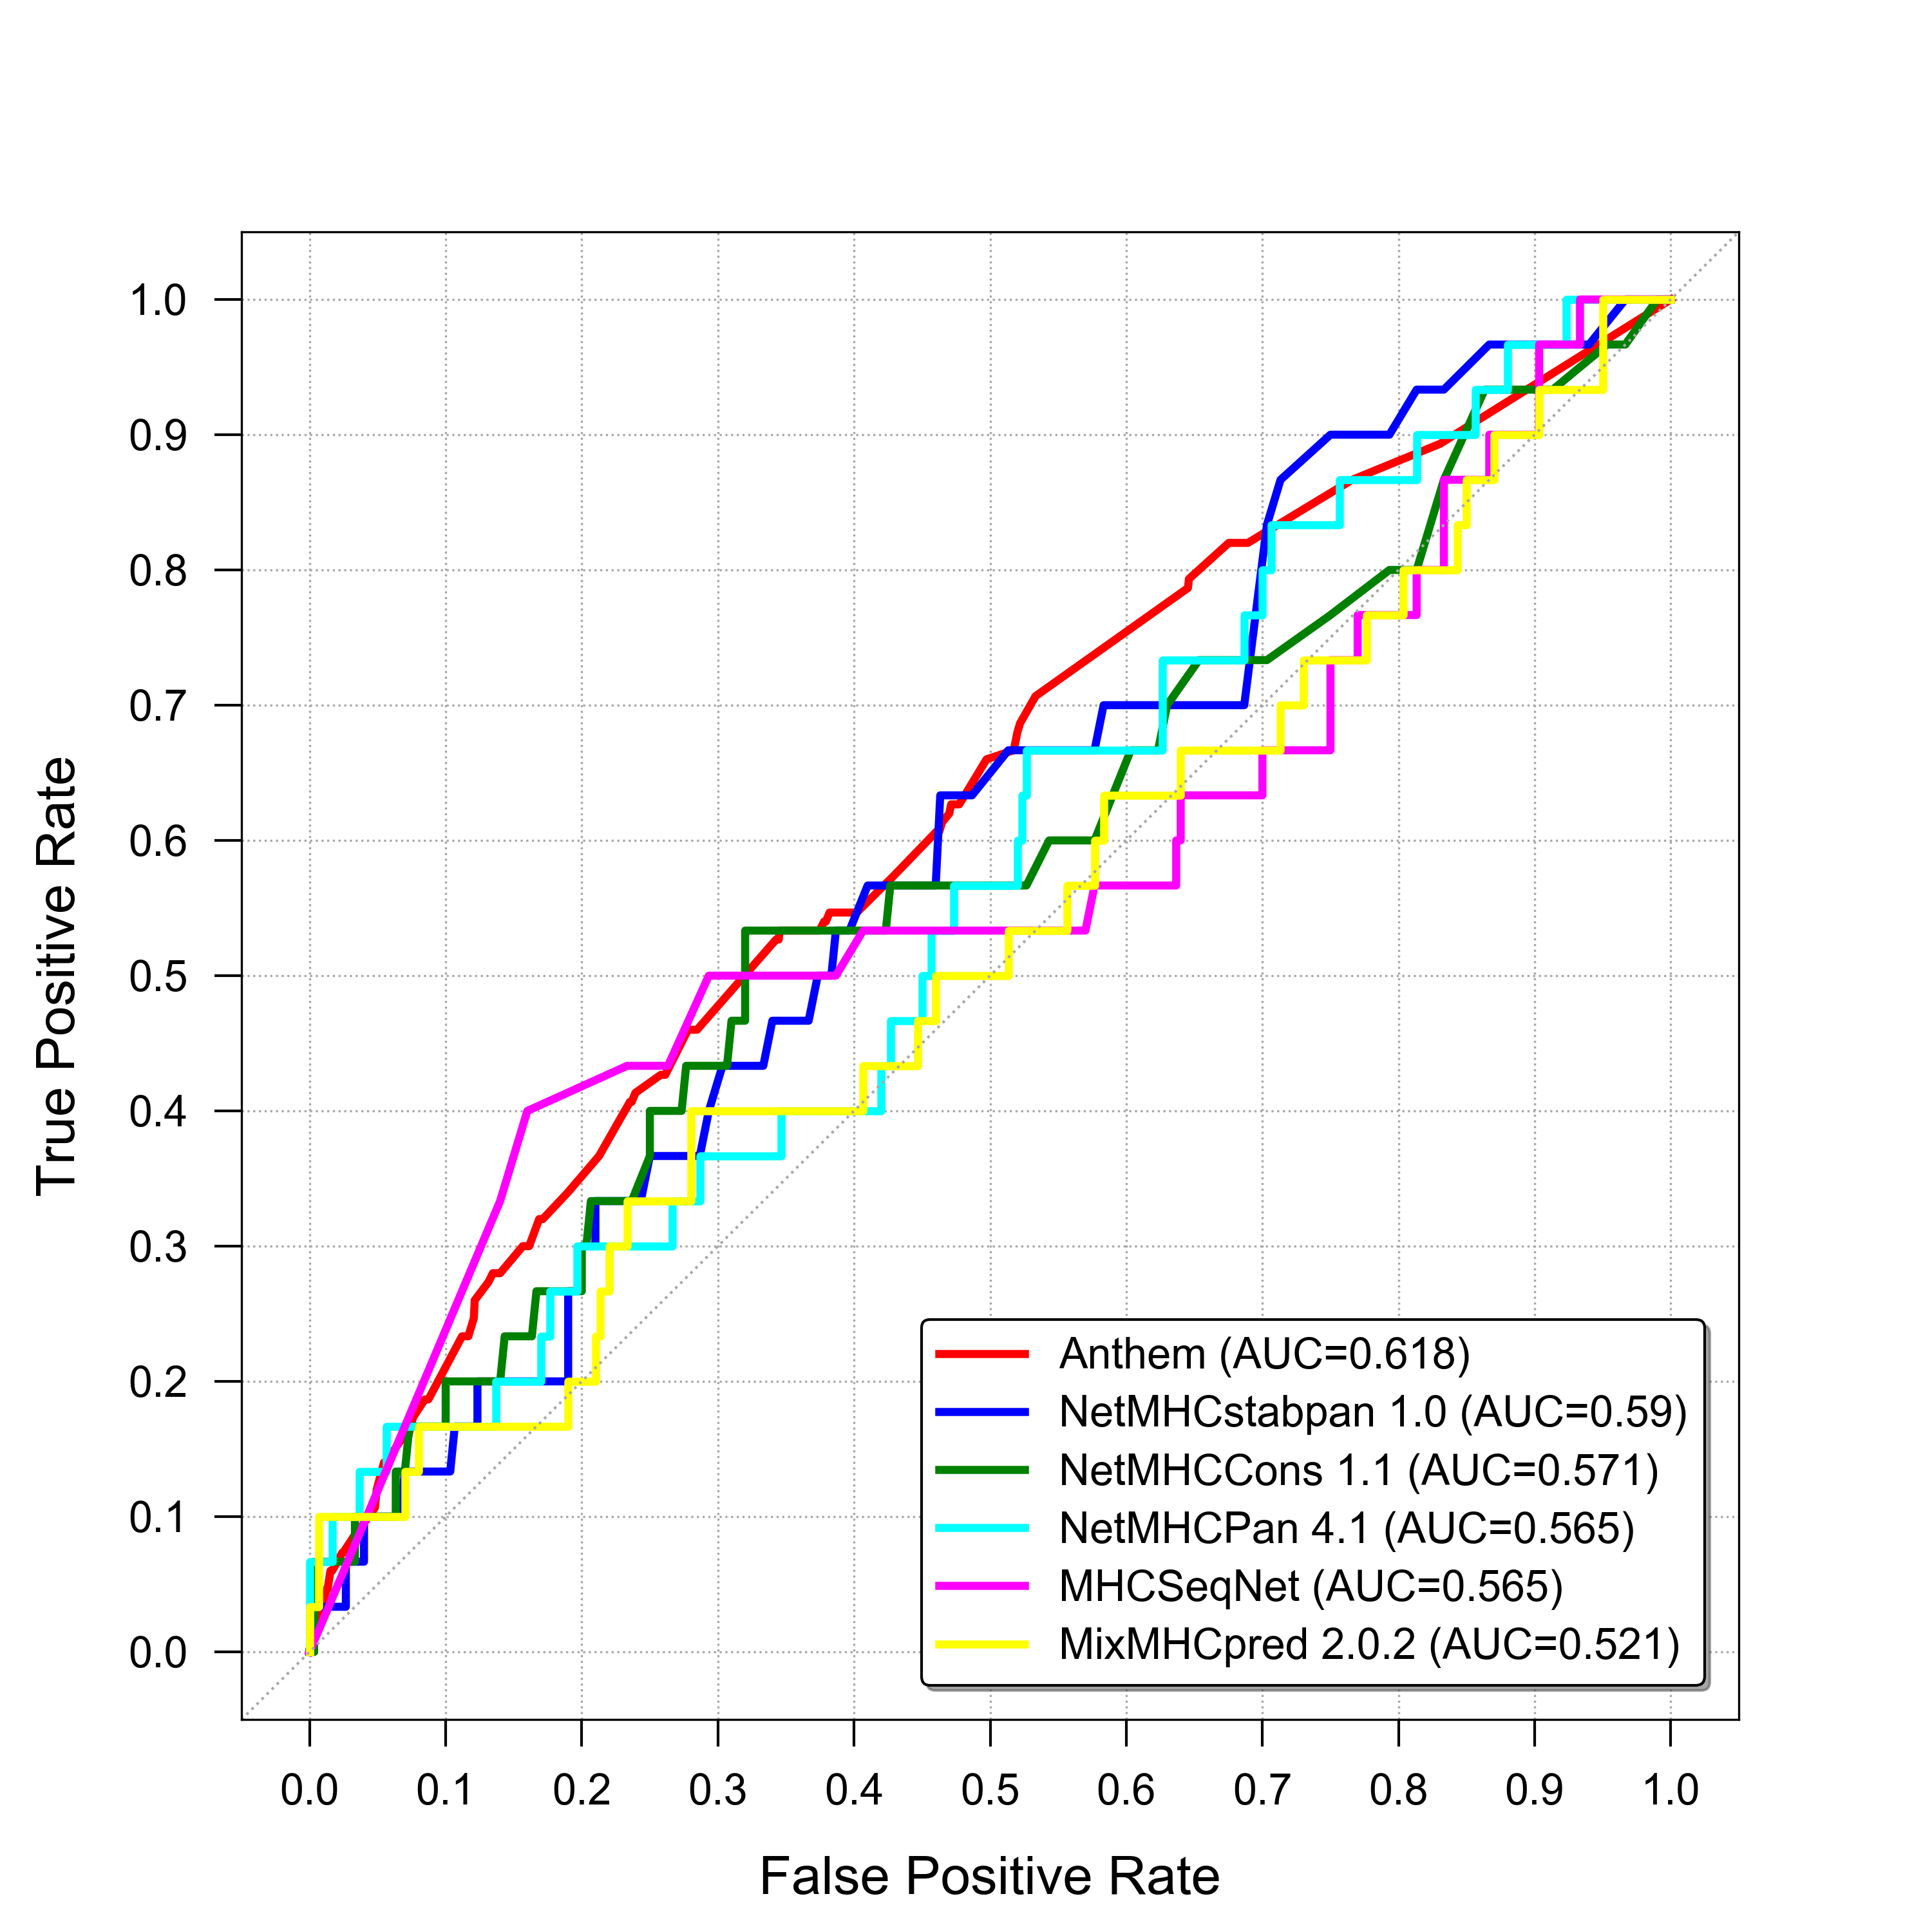 1.0
0.9
0.8
0.7
0.6
0.5
0.4
0.3
0.2
0.1
0.0
True Positive Rate
Anthem (AUC=0.618)
NetMHCstabpan 1.0 (AUC=0.59)
NetMHCCons 1.1 (AUC=0.571)
NetMHCPan 4.1 (AUC=0.565)
MHCSeqNet (AUC=0.565)
MixMHCpred 2.0.2 (AUC=0.521)
0.0 0.1 0.2 0.3 0.4 0.5 0.6 0.7 0.8 0.9 1.0
False Positive Rate